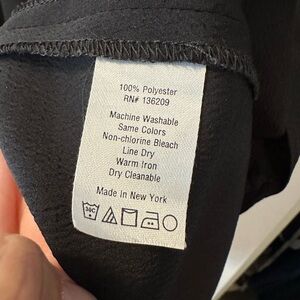 100% Polyester
RN# 136209
Machine Washable
Same Colors
Non-chlorine Bleach
Line Dry
Warm Iron
Dry Cleanable
Made in New York
30C